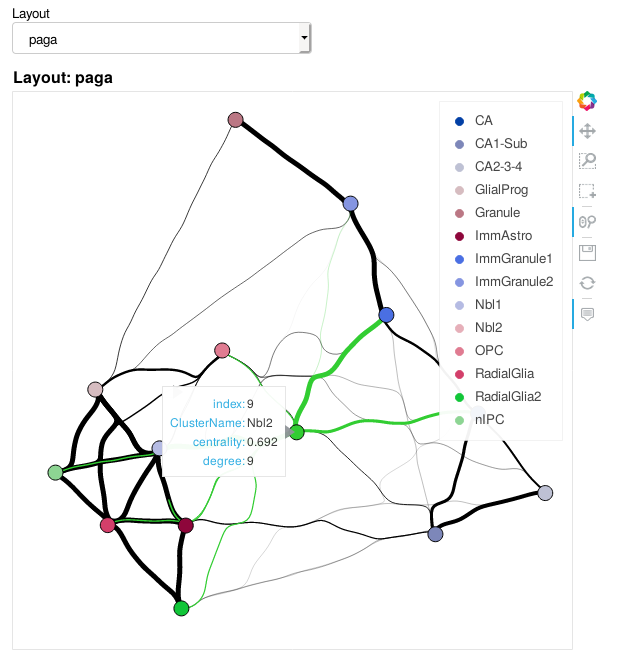 Layout
paga
Layout: paga
CA
CA1-Sub
CA2-3-4
GlialProg
Granule
ImmAstro
ImmGranule1
ImmGranule2
Nbl1
Nbl2
OPC
RadialGlia
RadialGlia2
nIPC
index: 9
ClusterName: Nbl2
centrality: 0.692
degree: 9